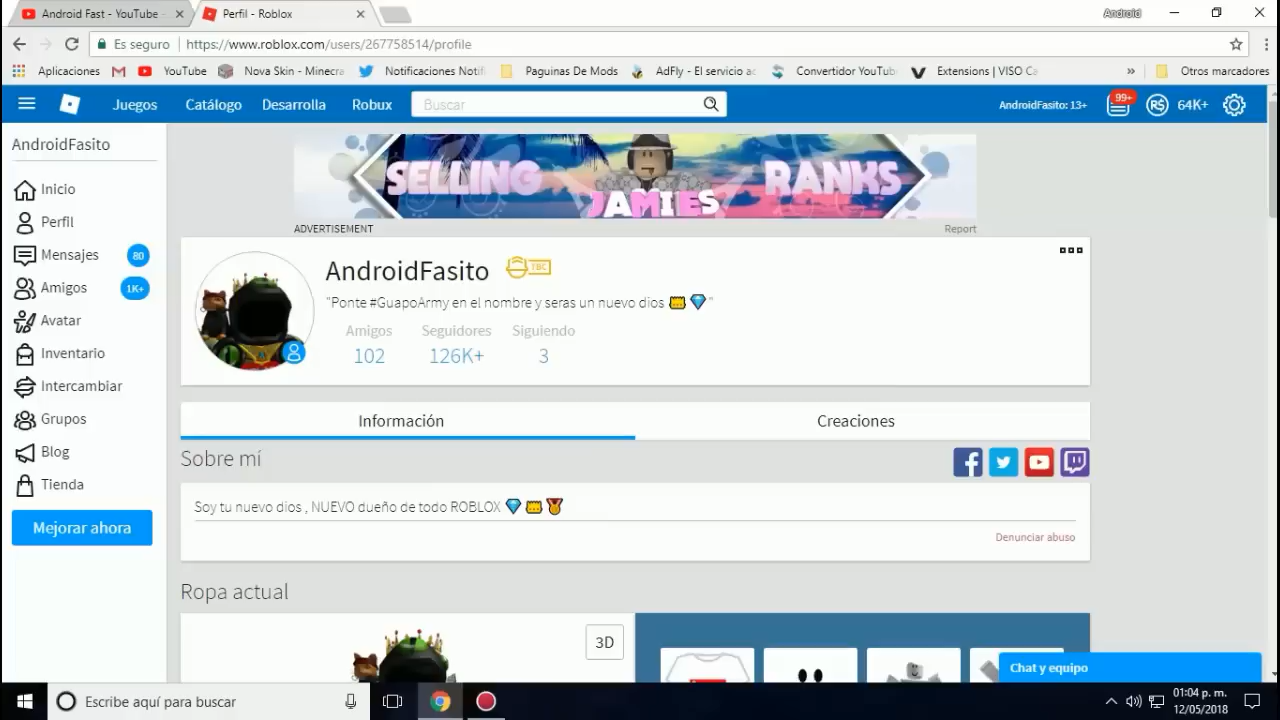 Android Fast - YouTube
Perfil - Roblox
Android
Es seguro
https://www.roblox.com/users/267758514/profile
Aplicaciones
YouTube
Nova Skin - Minecra
Notificaciones Notifi
Paguinas De Mods
AdFly - El servicio ac
Convertidor YouTub
Extensions | VISO Ca
»
Otros marcadores
Juegos
Catálogo
Desarrolla
Robux
Buscar
AndroidFasito: 13+
99+
R$
64K+
AndroidFasito
Inicio
Perfil
Mensajes
80
Amigos
1K+
Avatar
Inventario
Intercambiar
Grupos
Blog
Tienda
Mejorar ahora
SELLING JAMIES RANKS
ADVERTISEMENT
Report
AndroidFasito
TBC
"Ponte #GuapoArmy en el nombre y seras un nuevo dios 👑 💎 "
Amigos
Seguidores
Siguiendo
102
126K+
3
Información
Creaciones
Sobre mí
Soy tu nuevo dios , NUEVO dueño de todo ROBLOX 💎 👑 🏅
Denunciar abuso
Ropa actual
3D
Chat y equipo
Escribe aquí para buscar
01:04 p. m.
12/05/2018